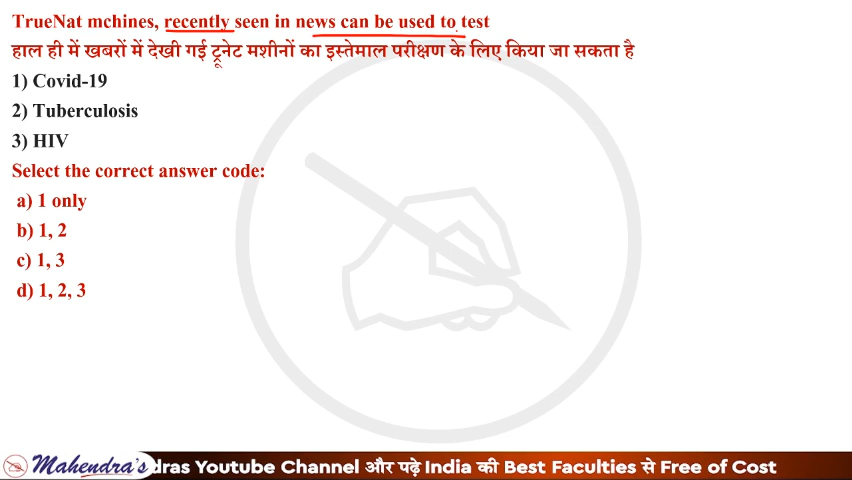 TrueNat mchines, recently seen in news can be used to test
हाल ही में खबरों में देखी गई ट्रूनेट मशीनों का इस्तेमाल परीक्षण के लिए किया जा सकता है
1) Covid-19
2) Tuberculosis
3) HIV
Select the correct answer code:
a) 1 only
b) 1, 2
c) 1, 3
d) 1, 2, 3
Mahendra's dras Youtube Channel और पढ़े India की Best Faculties से Free of Cost